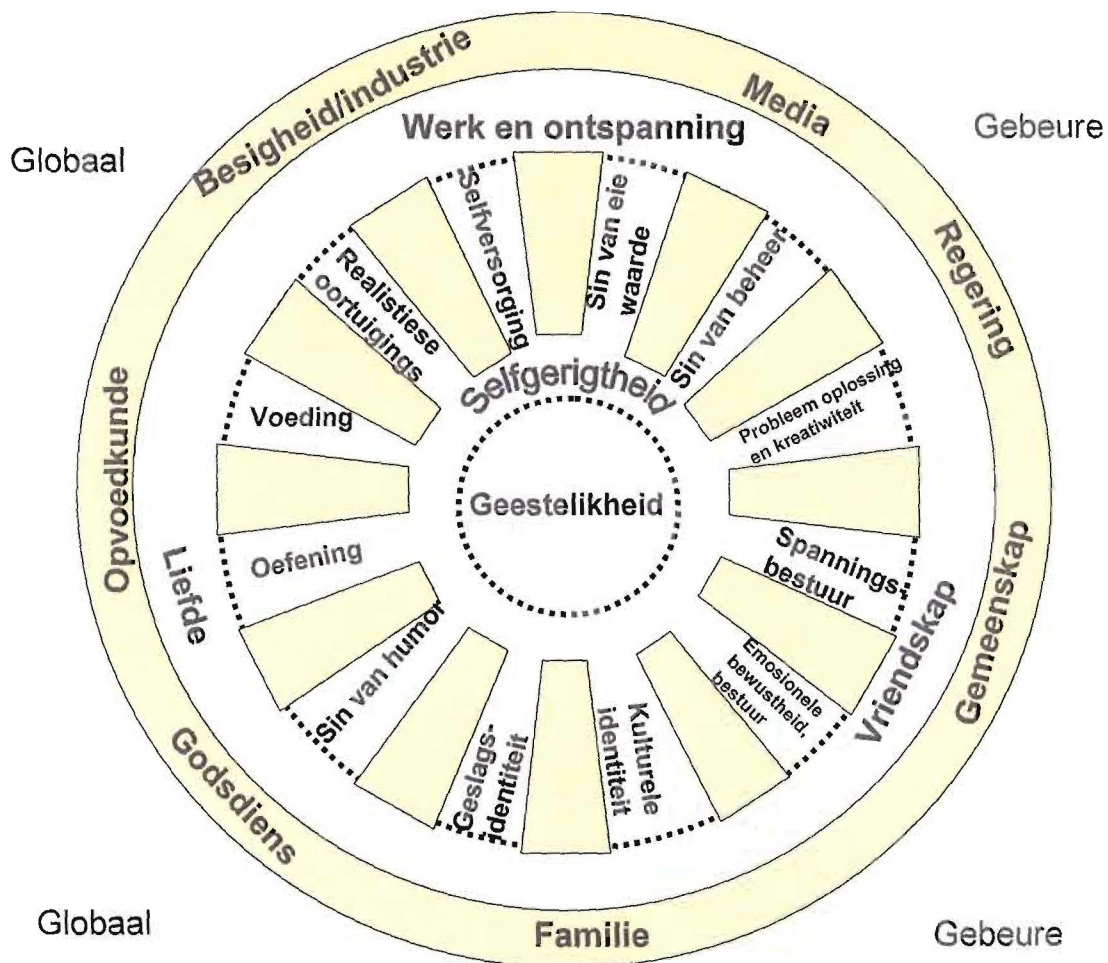 Globaal
Gebeure
Besigheid/industrie
Media
Regering
Gemeenskap
Familie
Godsdiens
Opvoedkunde
Werk en ontspanning
Vriendskap
Liefde
Selfgerigtheid
Geestelikheid
Selfversorging
Sin van eie
waarde
Sin van beheer
Probleem oplossing
en kreatiwiteit
Spannings-
bestuur
Emosionele
bewustheid,
bestuur
Kulturele
identiteit
Geslags-
identiteit
Sin van humor
Oefening
Voeding
Realistiese
oortuigings
Globaal
Gebeure